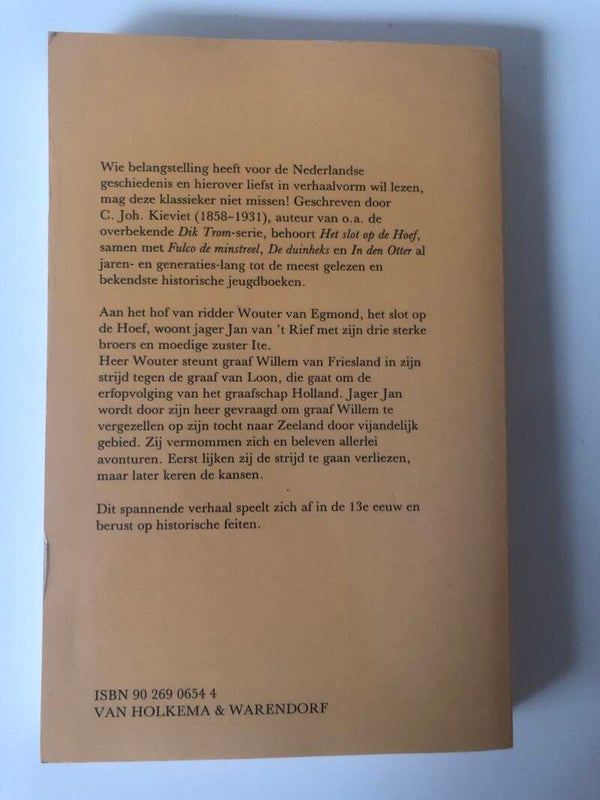 Wie belangstelling heeft voor de Nederlandse
geschiedenis en hierover liefst in verhaalvorm wil lezen,
mag deze klassieker niet missen! Geschreven door
C. Joh. Kieviet (1858–1931), auteur van o.a. de
overbekende Dik Trom-serie, behoort Het slot op de Hoef,
samen met Fulco de minstreel, De duinheks en In den Otter al
jaren- en generaties-lang tot de meest gelezen en
bekendste historische jeugdboeken.
Aan het hof van ridder Wouter van Egmond, het slot op
de Hoef, woont jager Jan van 't Rief met zijn drie sterke
broers en moedige zuster Ite.
Heer Wouter steunt graaf Willem van Friesland in zijn
strijd tegen de graaf van Loon, die gaat om de
erfopvolging van het graafschap Holland. Jager Jan
wordt door zijn heer gevraagd om graaf Willem te
vergezellen op zijn tocht naar Zeeland door vijandelijk
gebied. Zij vermommen zich en beleven allerlei
avonturen. Eerst lijken zij de strijd te gaan verliezen,
maar later keren de kansen.
Dit spannende verhaal speelt zich af in de 13e eeuw en
berust op historische feiten.
ISBN 90 269 0654 4
VAN HOLKEMA & WARENDORF